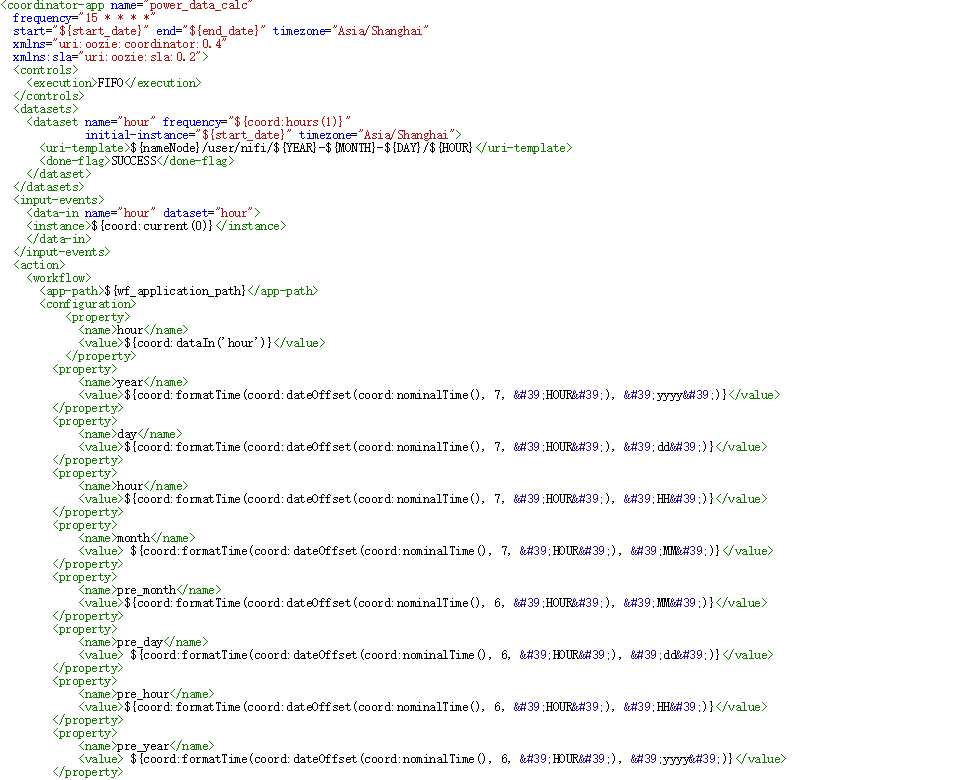 <coordinator-app name="power_data_calc"
frequency="15 * * * *"
start="${start_date}" end="${end_date}" timezone="Asia/Shanghai"
xmlns="uri:oozie:coordinator:0.4"
xmlns:sla="uri:oozie:sla:0.2">
<controls>
<execution>FIFO</execution>
</controls>
<datasets>
<dataset name="hour" frequency="${coord:hours(1)}"
initial-instance="${start_date}" timezone="Asia/Shanghai">
<uri-template>${nameNode}/user/nifi/${YEAR}-${MONTH}-${DAY}/${HOUR}</uri-template>
<done-flag>SUCCESS</done-flag>
</dataset>
</datasets>
<input-events>
<data-in name="hour" dataset="hour">
<instance>${coord:current(0)}</instance>
</data-in>
</input-events>
<action>
<workflow>
<app-path>${wf_application_path}</app-path>
<configuration>
<property>
<name>hour</name>
<value>${coord:dataIn('hour')}</value>
</property>
<property>
<name>year</name>
<value>${coord:formatTime(coord:dateOffset(coord:nominalTime(), 7, &#39;HOUR&#39;), &#39;yyyy&#39;)}</value>
</property>
<property>
<name>day</name>
<value>${coord:formatTime(coord:dateOffset(coord:nominalTime(), 7, &#39;HOUR&#39;), &#39;dd&#39;)}</value>
</property>
<property>
<name>hour</name>
<value>${coord:formatTime(coord:dateOffset(coord:nominalTime(), 7, &#39;HOUR&#39;), &#39;HH&#39;)}</value>
</property>
<property>
<name>month</name>
<value> ${coord:formatTime(coord:dateOffset(coord:nominalTime(), 7, &#39;HOUR&#39;), &#39;MM&#39;)}</value>
</property>
<property>
<name>pre_month</name>
<value>${coord:formatTime(coord:dateOffset(coord:nominalTime(), 6, &#39;HOUR&#39;), &#39;MM&#39;)}</value>
</property>
<property>
<name>pre_day</name>
<value> ${coord:formatTime(coord:dateOffset(coord:nominalTime(), 6, &#39;HOUR&#39;), &#39;dd&#39;)}</value>
</property>
<property>
<name>pre_hour</name>
<value>${coord:formatTime(coord:dateOffset(coord:nominalTime(), 6, &#39;HOUR&#39;), &#39;HH&#39;)}</value>
</property>
<property>
<name>pre_year</name>
<value> ${coord:formatTime(coord:dateOffset(coord:nominalTime(), 6, &#39;HOUR&#39;), &#39;yyyy&#39;)}</value>
</property>